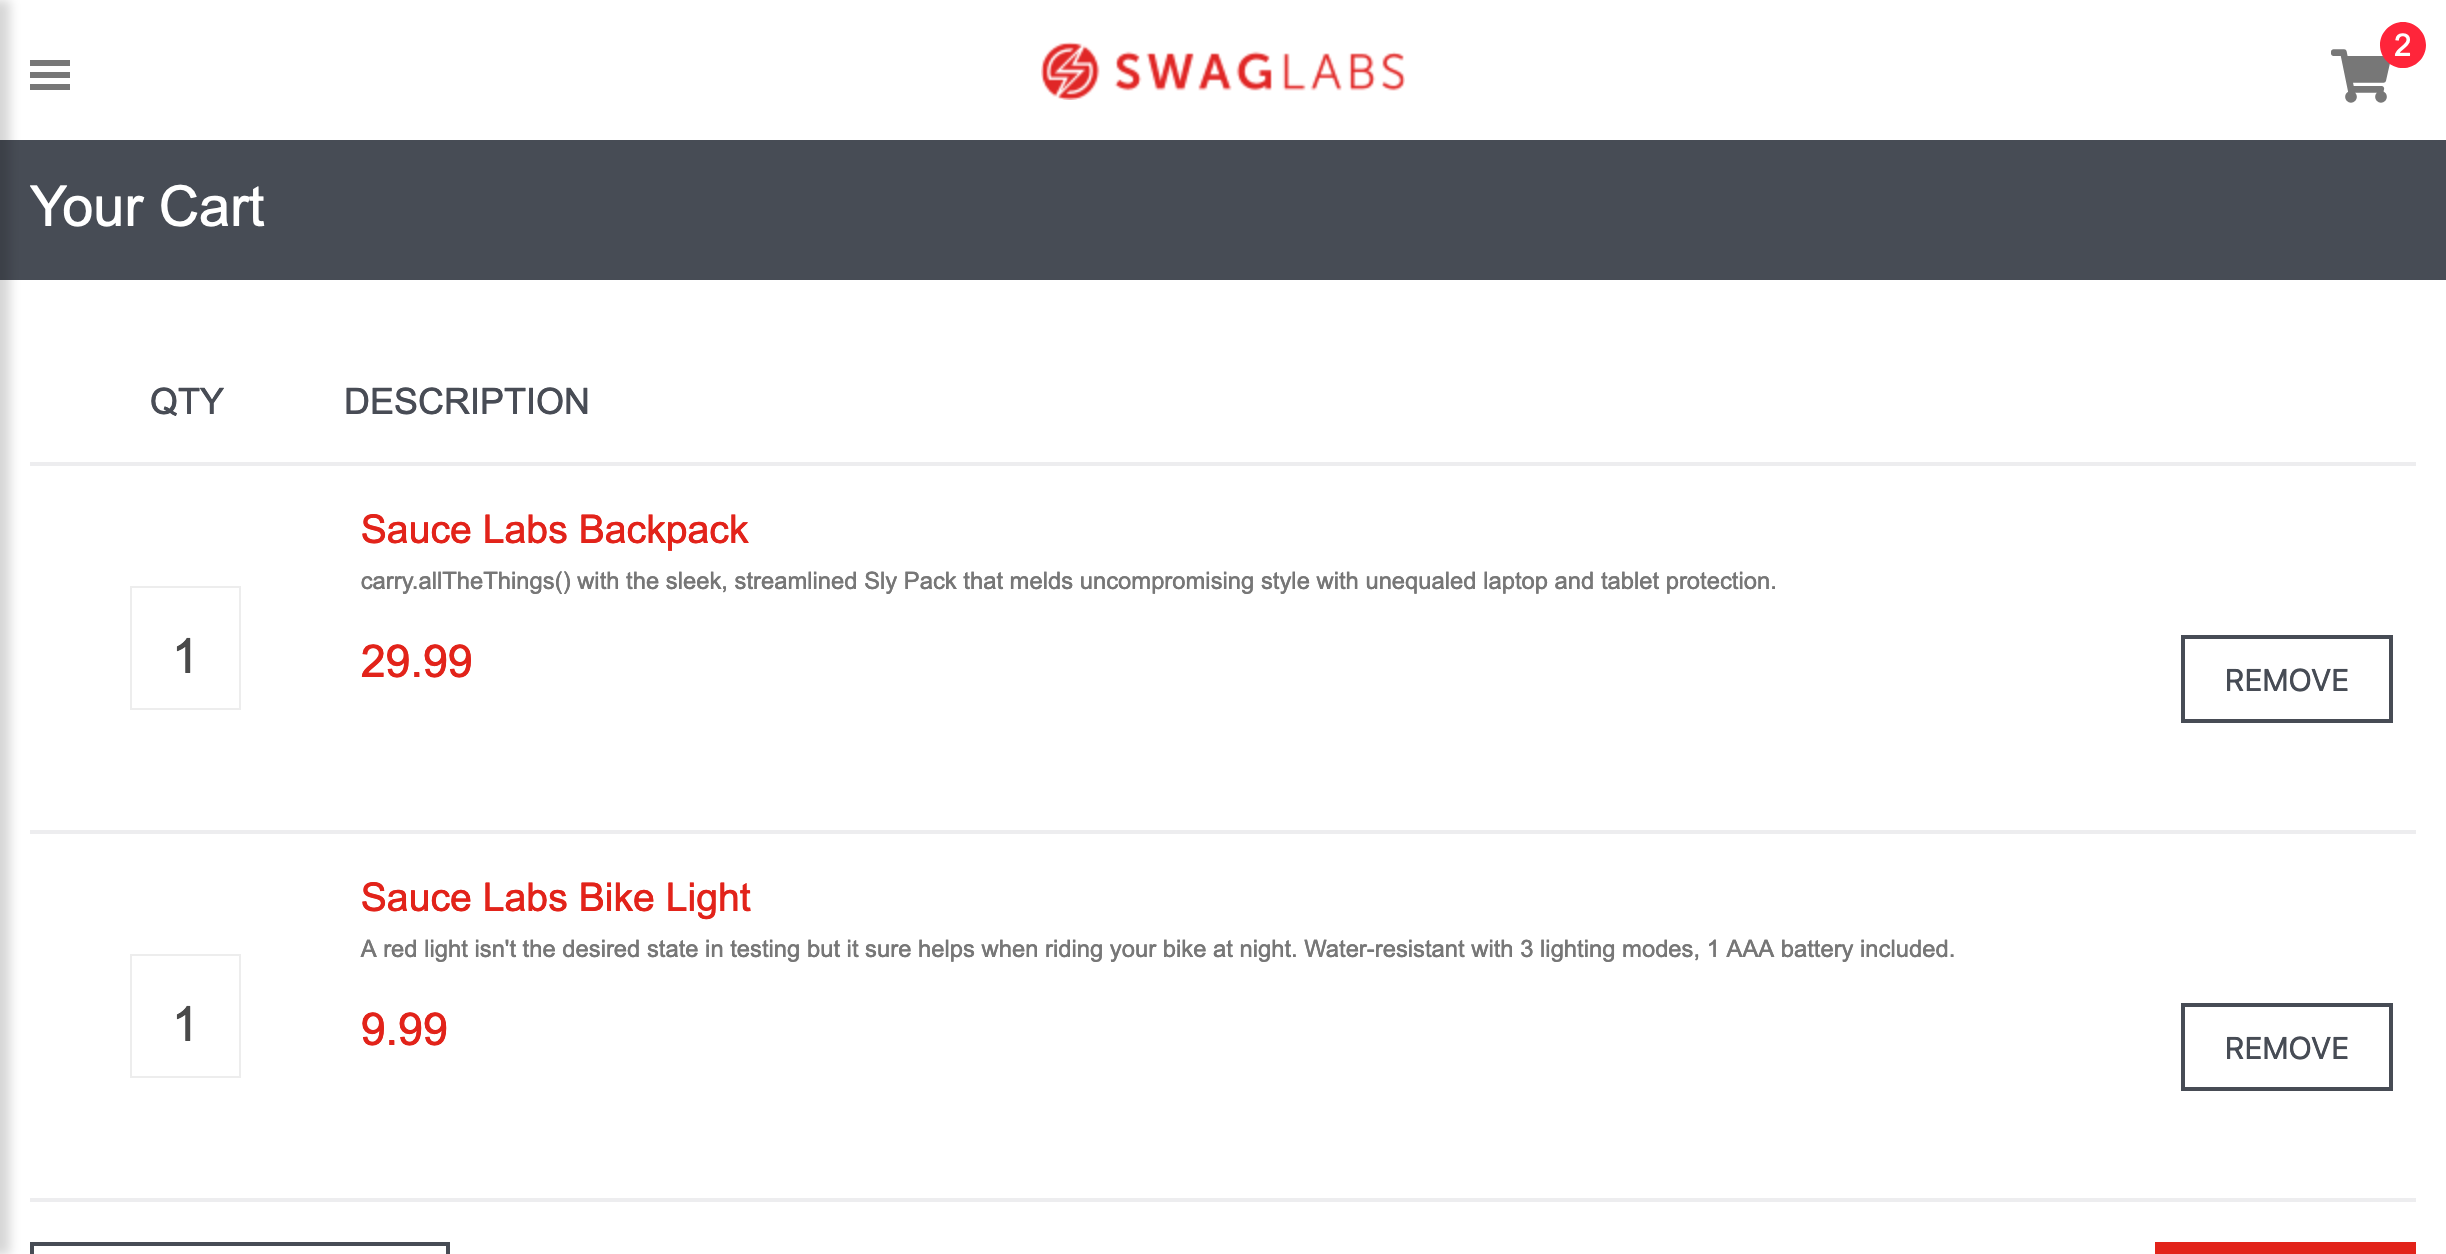 SWAGLABS
2
Your Cart
QTY DESCRIPTION
Sauce Labs Backpack
carry.allTheThings() with the sleek, streamlined Sly Pack that melds uncompromising style with unequaled laptop and tablet protection.
1
29.99
REMOVE
Sauce Labs Bike Light
A red light isn't the desired state in testing but it sure helps when riding your bike at night. Water-resistant with 3 lighting modes, 1 AAA battery included.
1
9.99
REMOVE